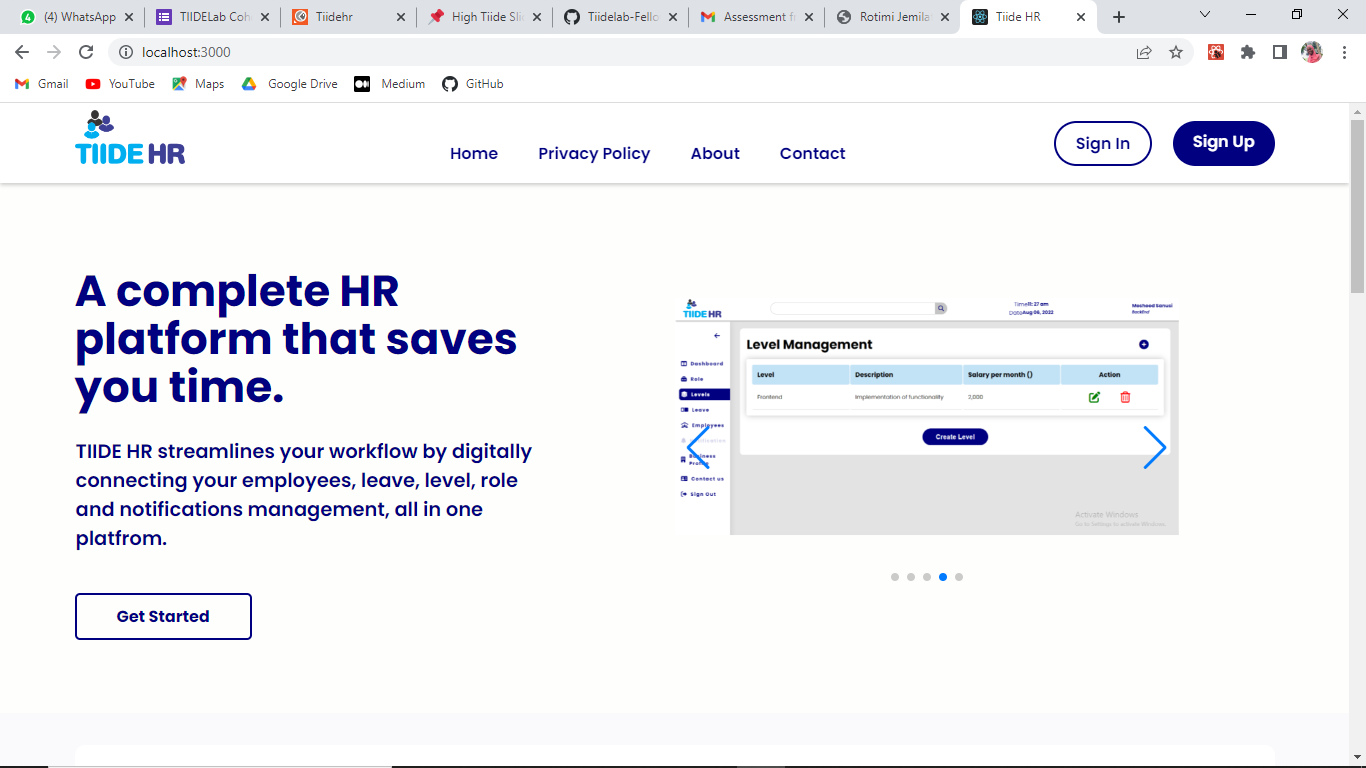 (4) WhatsApp
TIIDELab Coh
Tiidehr
High Tiide Sli
Tiidelab-Fello
Assessment f
Rotimi Jemila
Tiide HR
localhost:3000
Gmail
YouTube
Maps
Google Drive
Medium
GitHub
TIIDE HR
Home
Privacy Policy
About
Contact
Sign In
Sign Up
A complete HR
platform that saves
you time.
TIIDE HR streamlines your workflow by digitally
connecting your employees, leave, level, role
and notifications management, all in one
platfrom.
Get Started
TIIDE HR
Time11: 27 am
DateAug 09, 2022
Mosheed Sanusi
BackEnd
Dashboard
Role
Levels
Leave
Employees
Business
Profile
Contact us
Sign Out
Level Management
Level
Description
Salary per month ()
Action
Frontend
Implementation of functionality
2,000
Create Level
Activate Windows
Go to Settings to activate Windows.